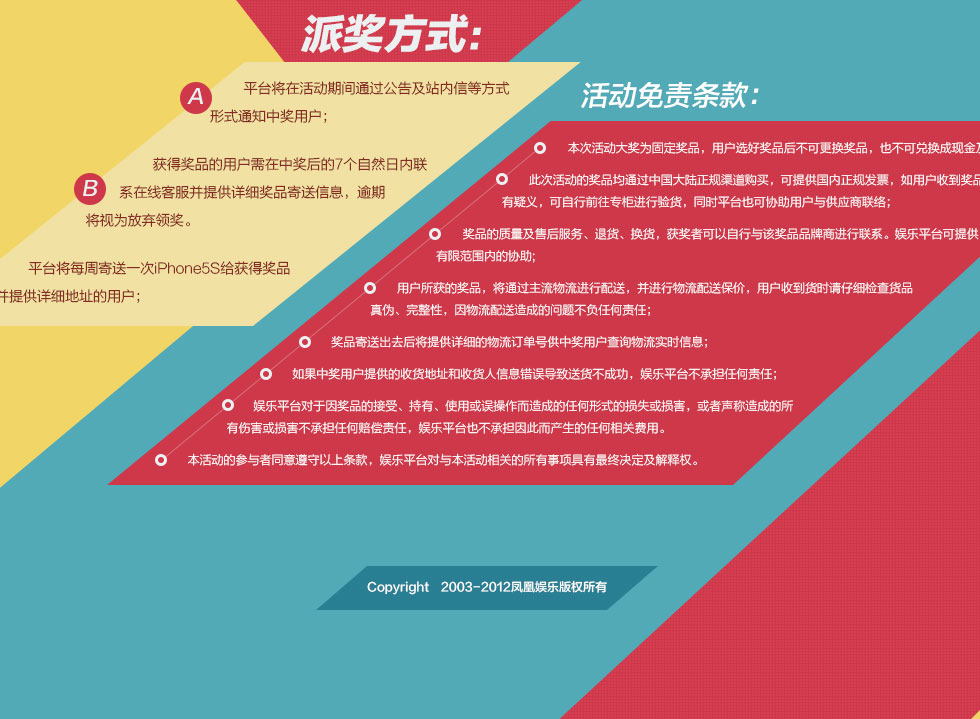 派奖方式：
A
平台将在活动期间通过公告及站内信等方式
形式通知中奖用户；
B
获得奖品的用户需在中奖后的7个自然日内联
系在线客服并提供详细奖品寄送信息，逾期
将视为放弃领奖。
平台将每周寄送一次iPhone5S给获得奖品
并提供详细地址的用户；
活动免责条款：
本次活动大奖为固定奖品，用户选好奖品后不可更换奖品，也不可兑换成现金及
此次活动的奖品均通过中国大陆正规渠道购买，可提供国内正规发票，如用户收到奖品
有疑义，可自行前往专柜进行验货，同时平台也可协助用户与供应商联络；
奖品的质量及售后服务、退货、换货，获奖者可以自行与该奖品品牌商进行联系。娱乐平台可提供
有限范围内的协助；
用户所获的奖品，将通过主流物流进行配送，并进行物流配送保价，用户收到货时请仔细检查货品
真伪、完整性，因物流配送造成的问题不负任何责任；
奖品寄送出去后将提供详细的物流订单号供中奖用户查询物流实时信息；
如果中奖用户提供的收货地址和收货人信息错误导致送货不成功，娱乐平台不承担任何责任；
娱乐平台对于因奖品的接受、持有、使用或误操作而造成的任何形式的损失或损害，或者声称造成的所
有伤害或损害不承担任何赔偿责任，娱乐平台也不承担因此而产生的任何相关费用。
本活动的参与者同意遵守以上条款，娱乐平台对与本活动相关的所有事项具有最终决定及解释权。
Copyright 2003-2012凤凰娱乐版权所有